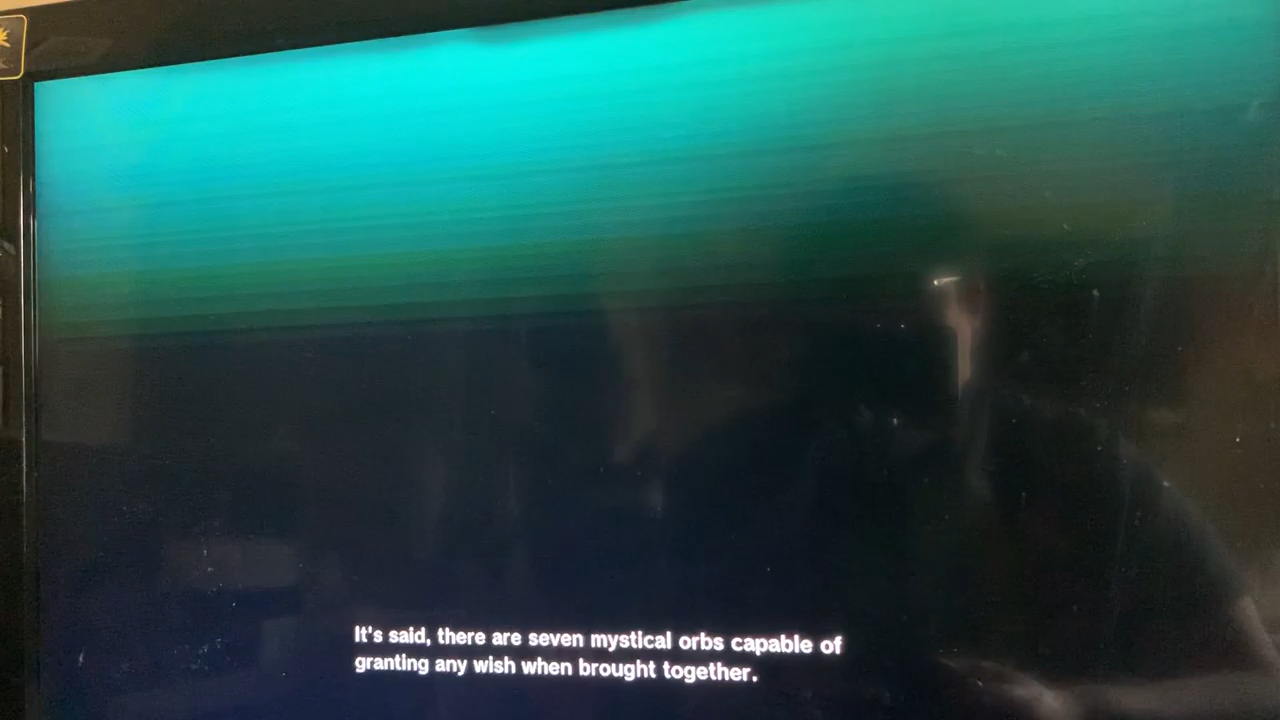 It's said, there are seven mystical orbs capable of
granting any wish when brought together.